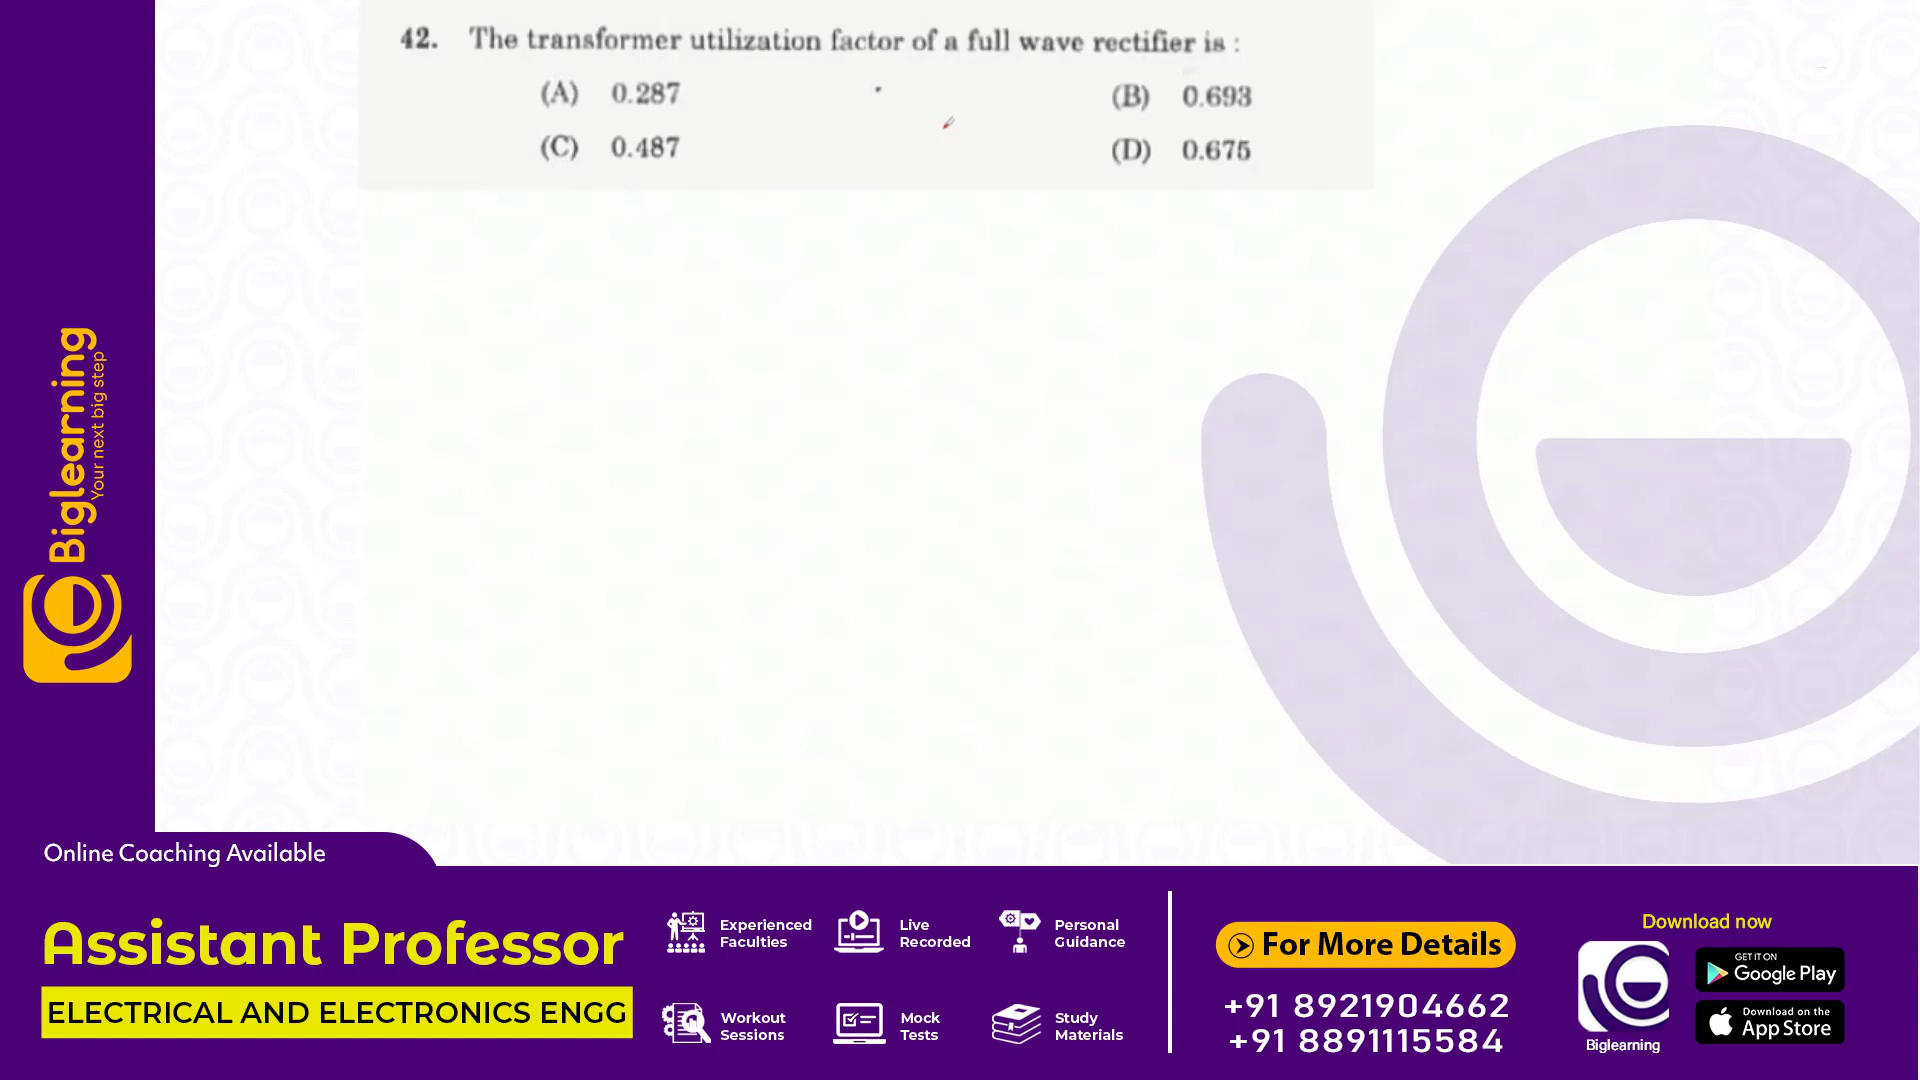 42. The transformer utilization factor of a full wave rectifier is :
(A) 0.287 (B) 0.693
(C) 0.487 (D) 0.675
Biglearning
Your next big step
Online Coaching Available
Assistant Professor
ELECTRICAL AND ELECTRONICS ENGG
Experienced
Faculties
Live
Recorded
Personal
Guidance
Workout
Sessions
Mock
Tests
Study
Materials
For More Details
+91 8921904662
+91 8891115584
Download now
Biglearning
GET IT ON
Google Play
Download on the
App Store